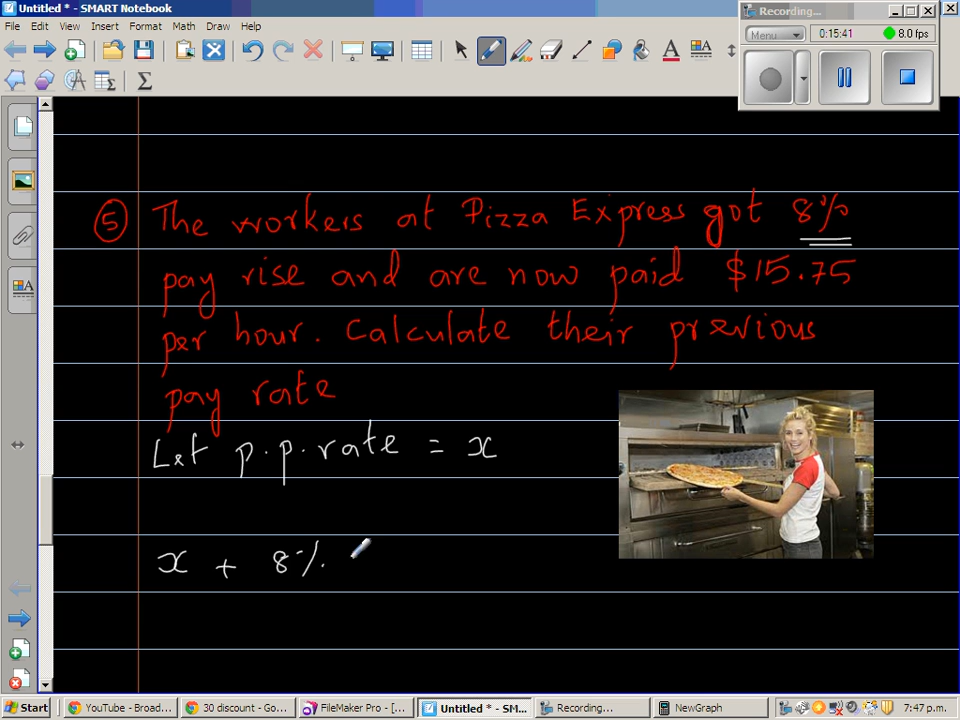 Untitled * - SMART Notebook
File Edit View Insert Format Math Draw Help
Recording...
Menu 0:15:41 8.0 fps
⑤ The workers at Pizza Express got 8%
pay rise and are now paid $15.75
per hour. Calculate their previous
pay rate
Let p.p.rate = x
x + 8%
Start YouTube - Broad... 30 discount - Go... FileMaker Pro - [... Untitled * - SM... Recording... NewGraph 7:47 p.m.